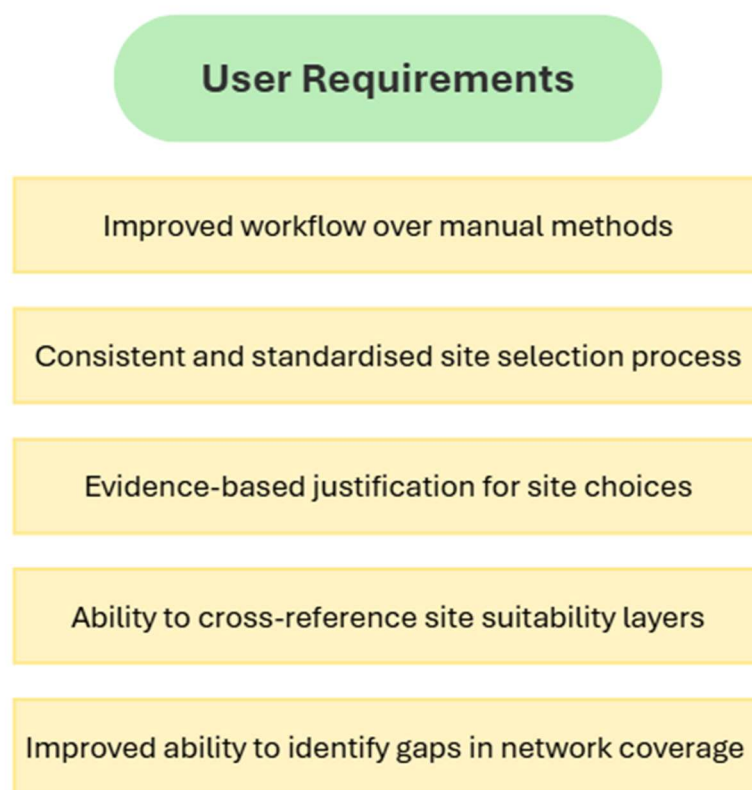 User Requirements
Improved workflow over manual methods
Consistent and standardised site selection process
Evidence-based justification for site choices
Ability to cross-reference site suitability layers
Improved ability to identify gaps in network coverage